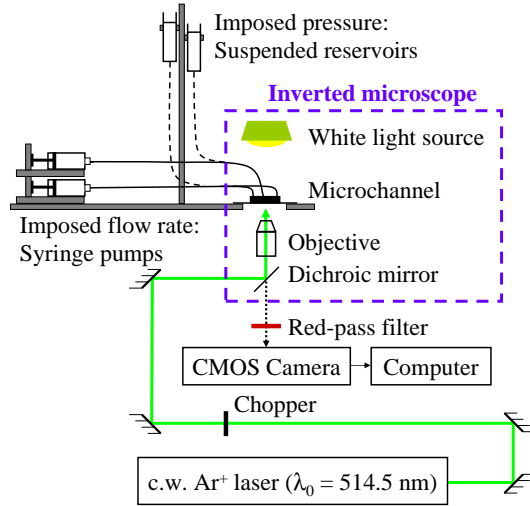 Imposed pressure:
Suspended reservoirs
Inverted microscope
White light source
Microchannel
Imposed flow rate:
Syringe pumps
Objective
Dichroic mirror
Red-pass filter
CMOS Camera
Computer
Chopper
c.w. Ar⁺ laser (λ₀ = 514.5 nm)